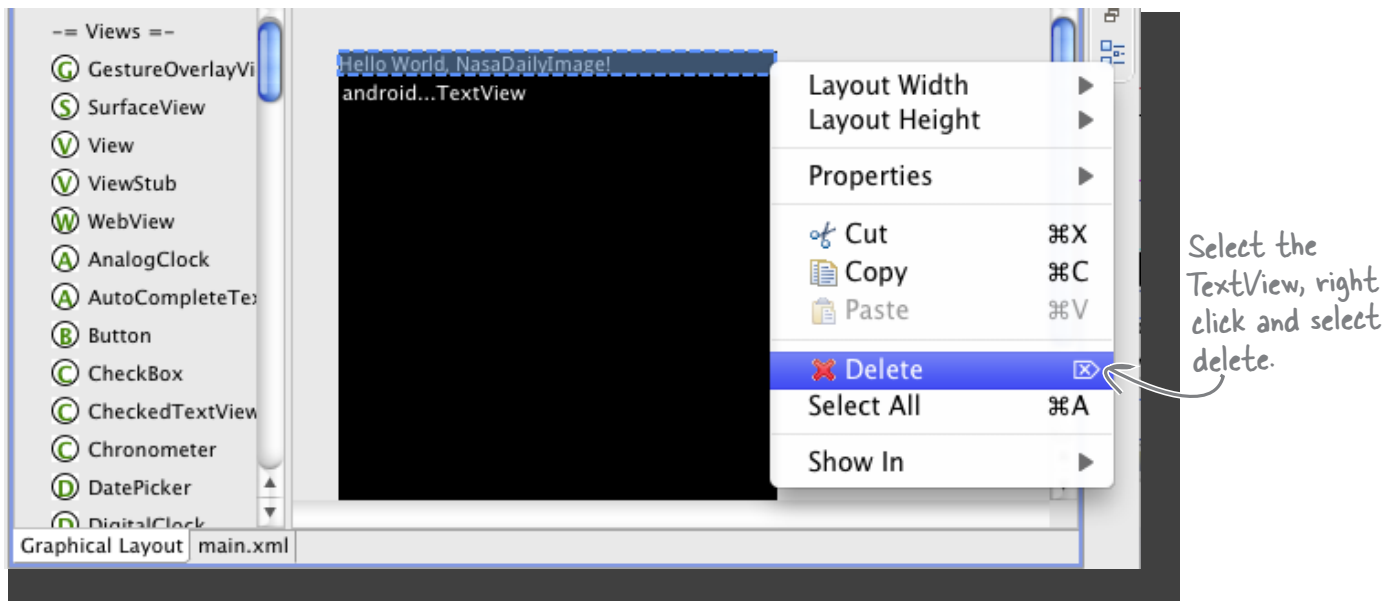 -= Views =-
GestureOverlayVi
SurfaceView
View
ViewStub
WebView
AnalogClock
AutoCompleteTex
Button
CheckBox
CheckedTextView
Chronometer
DatePicker
DigitalClock
Graphical Layout
main.xml
Hello World, NasaDailyImage!
android...TextView
Layout Width
Layout Height
Properties
Cut ⌘X
Copy ⌘C
Paste ⌘V
Delete ⌦
Select All ⌘A
Show In
Select the
TextView, right
click and select
delete.